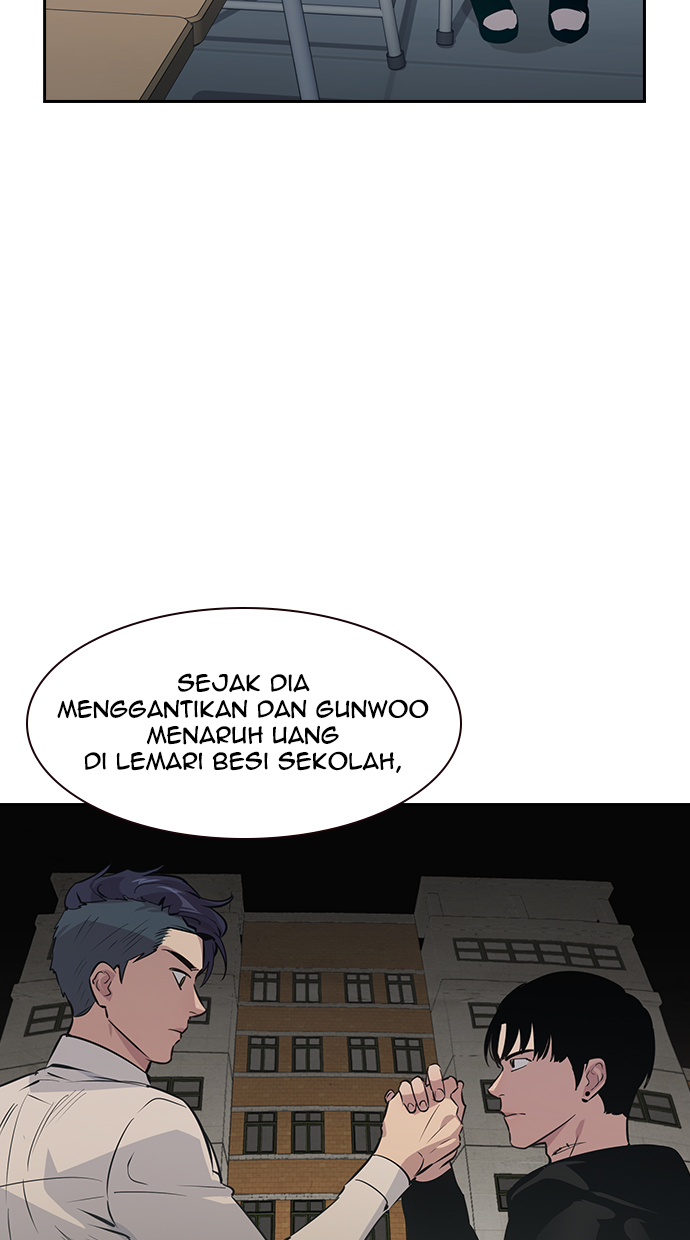 SEJAK DIA
MENGGANTIKAN DAN GUNWOO
MENARUH UANG
DI LEMARI BESI SEKOLAH,